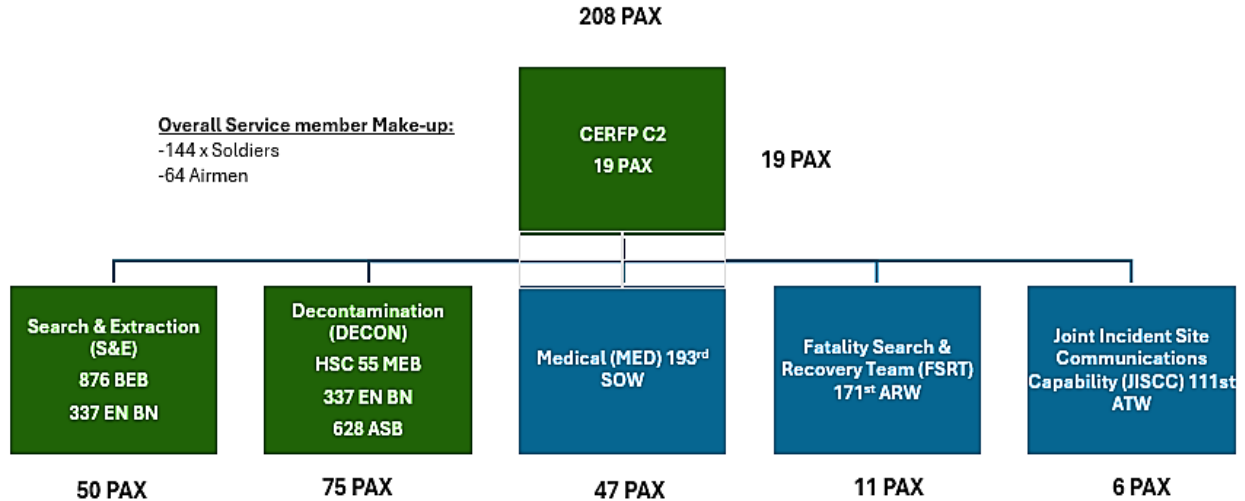 208 PAX
Overall Service member Make-up:
-144 x Soldiers
-64 Airmen
CERFP C2
19 PAX
19 PAX
Search & Extraction
(S&E)
876 BEB
337 EN BN
Decontamination
(DECON)
HSC 55 MEB
337 EN BN
628 ASB
Medical (MED) 193rd
SOW
Fatality Search &
Recovery Team (FSRT)
171st ARW
Joint Incident Site
Communications
Capability (JISCC) 111st
ATW
50 PAX
75 PAX
47 PAX
11 PAX
6 PAX